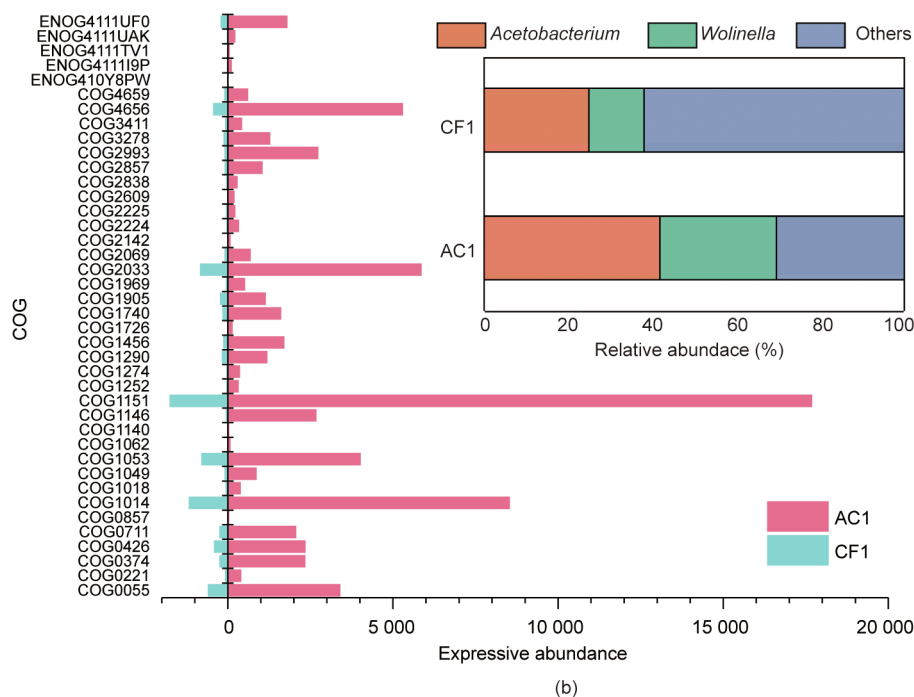 Acetobacterium Wolinella Others
CF1
AC1
0 20 40 60 80 100
Relative abundace (%)
COG
ENOG4111UF0
ENOG4111UAK
ENOG4111TV1
ENOG4111I9P
ENOG410Y8PW
COG4659
COG4656
COG3411
COG3278
COG2993
COG2857
COG2838
COG2609
COG2225
COG2224
COG2142
COG2069
COG2033
COG1969
COG1905
COG1740
COG1726
COG1456
COG1290
COG1274
COG1252
COG1151
COG1146
COG1140
COG1062
COG1053
COG1049
COG1018
COG1014
COG0857
COG0711
COG0426
COG0374
COG0221
COG0055
AC1
CF1
0 5 000 10 000 15 000 20 000
Expressive abundance
(b)